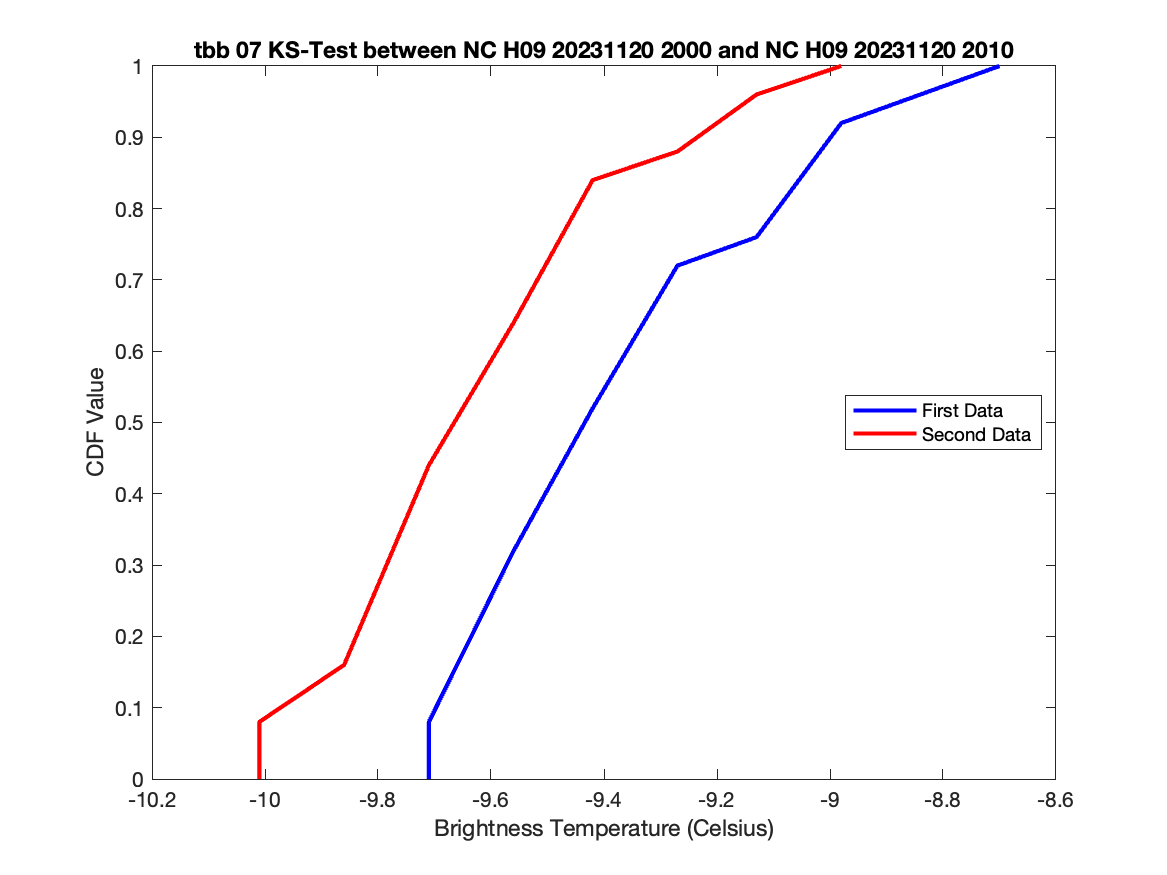 tbb 07 KS-Test between NC H09 20231120 2000 and NC H09 20231120 2010
1
0.9
0.8
0.7
0.6
0.5
0.4
0.3
0.2
0.1
0
CDF Value
First Data
Second Data
-10.2 -10 -9.8 -9.6 -9.4 -9.2 -9 -8.8 -8.6
Brightness Temperature (Celsius)